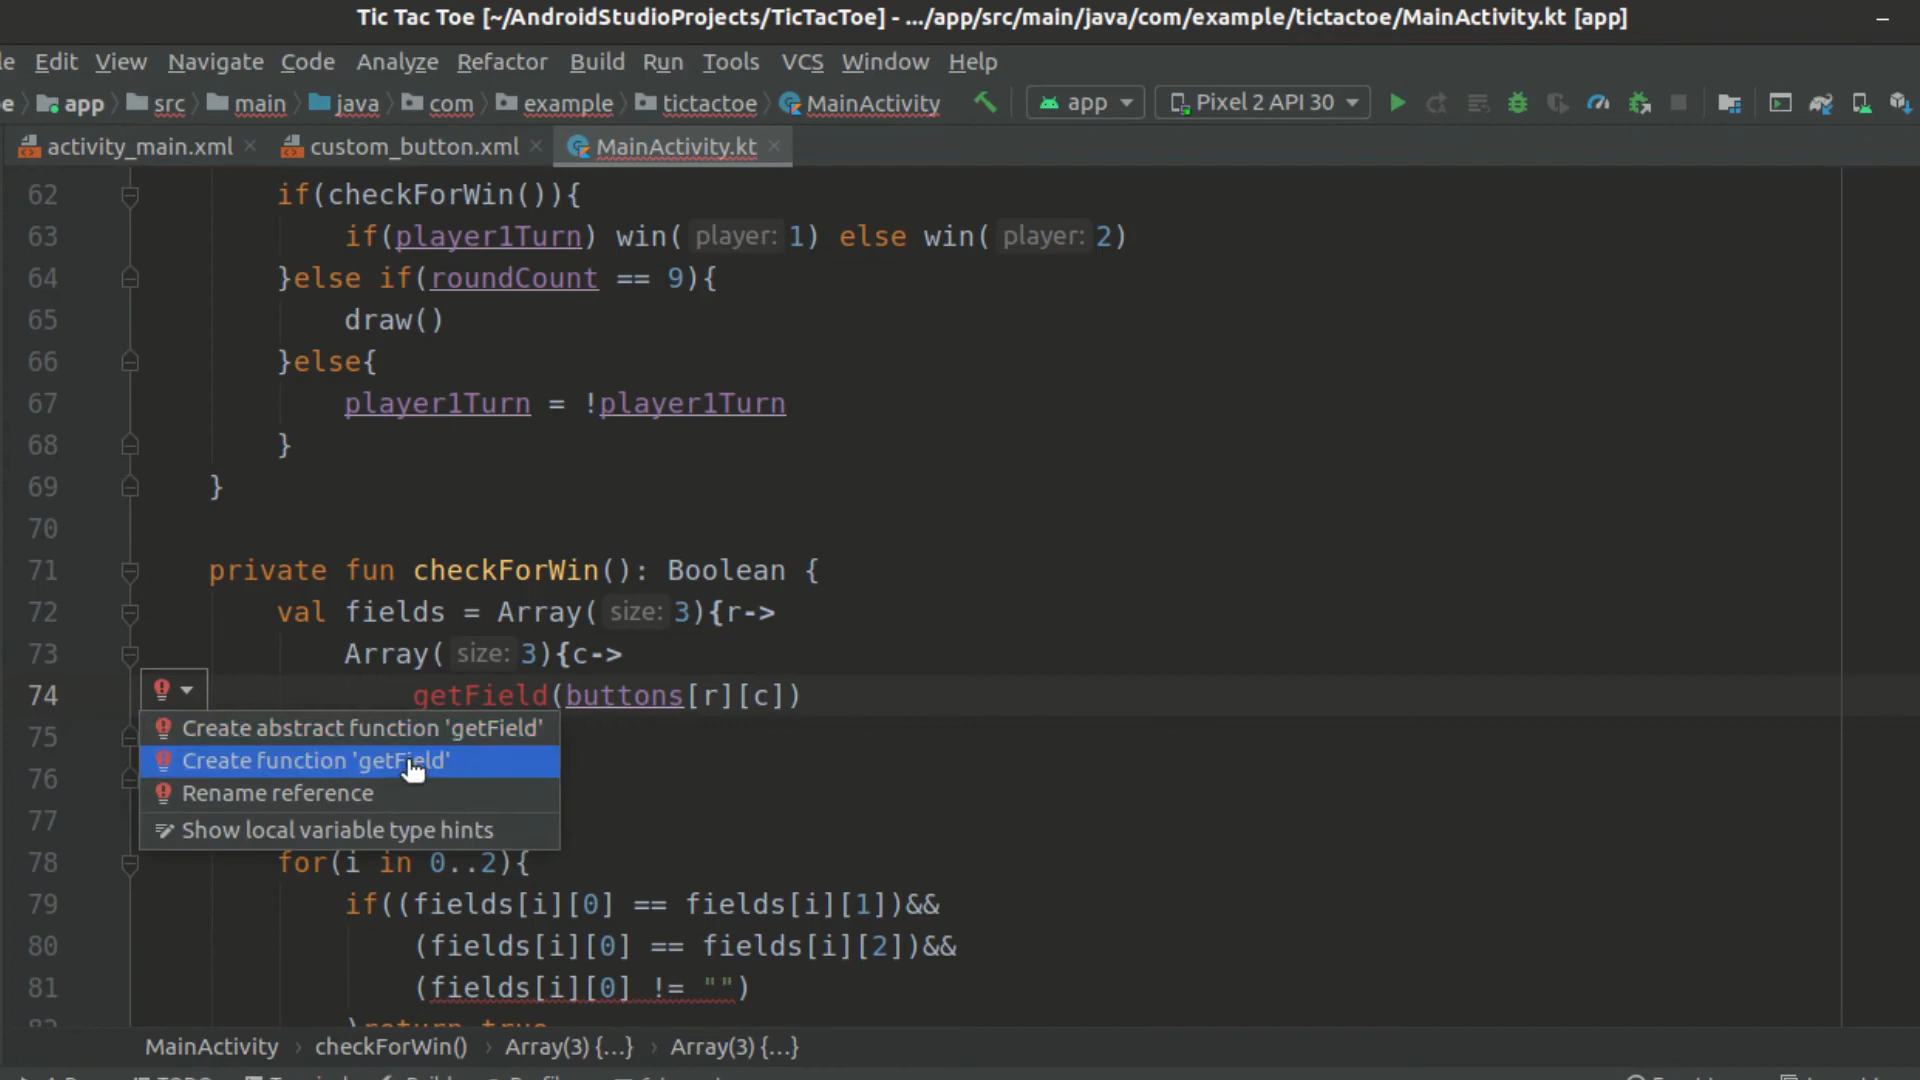 Tic Tac Toe [~/AndroidStudioProjects/TicTacToe] - .../app/src/main/java/com/example/tictactoe/MainActivity.kt [app]
le Edit View Navigate Code Analyze Refactor Build Run Tools VCS Window Help
e app src main java com example tictactoe MainActivity app Pixel 2 API 30
activity_main.xml custom_button.xml MainActivity.kt
62 if(checkForWin()){
63 if(player1Turn) win( player: 1) else win( player: 2)
64 }else if(roundCount == 9){
65 draw()
66 }else{
67 player1Turn = !player1Turn
68 }
69 }
70
71 private fun checkForWin(): Boolean {
72 val fields = Array( size: 3){r->
73 Array( size: 3){c->
74 getField(buttons[r][c])
Create abstract function 'getField'
75
Create function 'getField'
76
Rename reference
77
Show local variable type hints
78 for(i in 0..2){
79 if((fields[i][0] == fields[i][1])&&
80 (fields[i][0] == fields[i][2])&&
81 (fields[i][0] != "")
82 )return true
MainActivity › checkForWin() › Array(3) {...} › Array(3) {...}